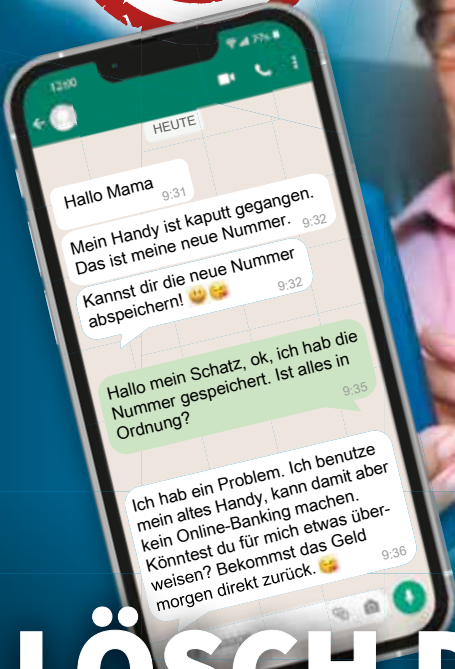 12:00
77%
HEUTE
Hallo Mama
9:31
Mein Handy ist kaputt gegangen.
Das ist meine neue Nummer.
9:32
Kannst dir die neue Nummer
abspeichern! 😃🥰
9:32
Hallo mein Schatz, ok, ich hab die
Nummer gespeichert. Ist alles in
Ordnung?
9:35
Ich hab ein Problem. Ich benutze
mein altes Handy, kann damit aber
kein Online-Banking machen.
Könntest du für mich etwas über-
weisen? Bekommst das Geld
morgen direkt zurück. 😘
9:36
LÖSCH